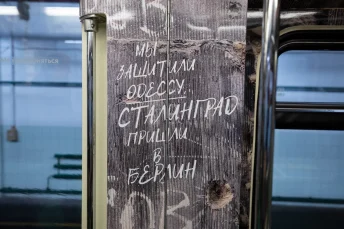 МЫ
ЗАЩИТИЛИ
ОДЕССУ,
СТАЛИНГРАД
ПРИШЛИ
В
БЕРЛИН